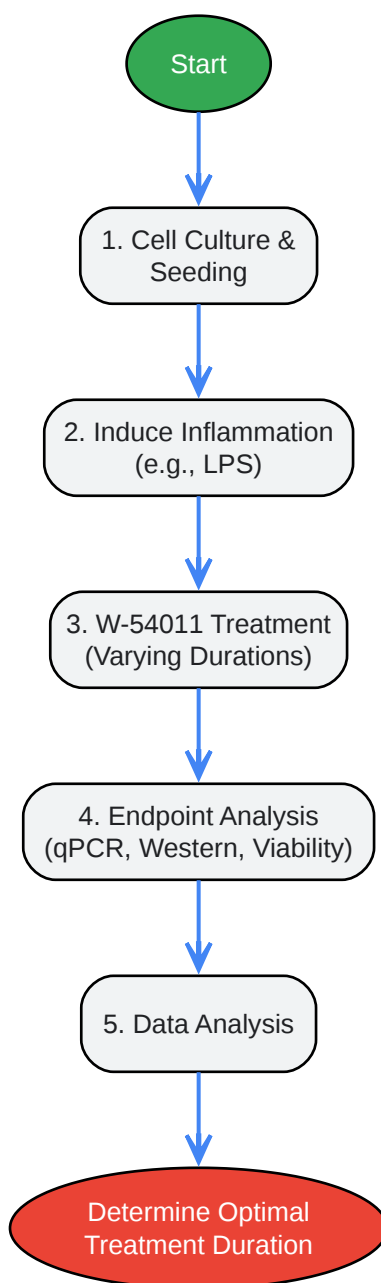 Start
1. Cell Culture &
Seeding
2. Induce Inflammation
(e.g., LPS)
3. W-54011 Treatment
(Varying Durations)
4. Endpoint Analysis
(qPCR, Western, Viability)
5. Data Analysis
Determine Optimal
Treatment Duration